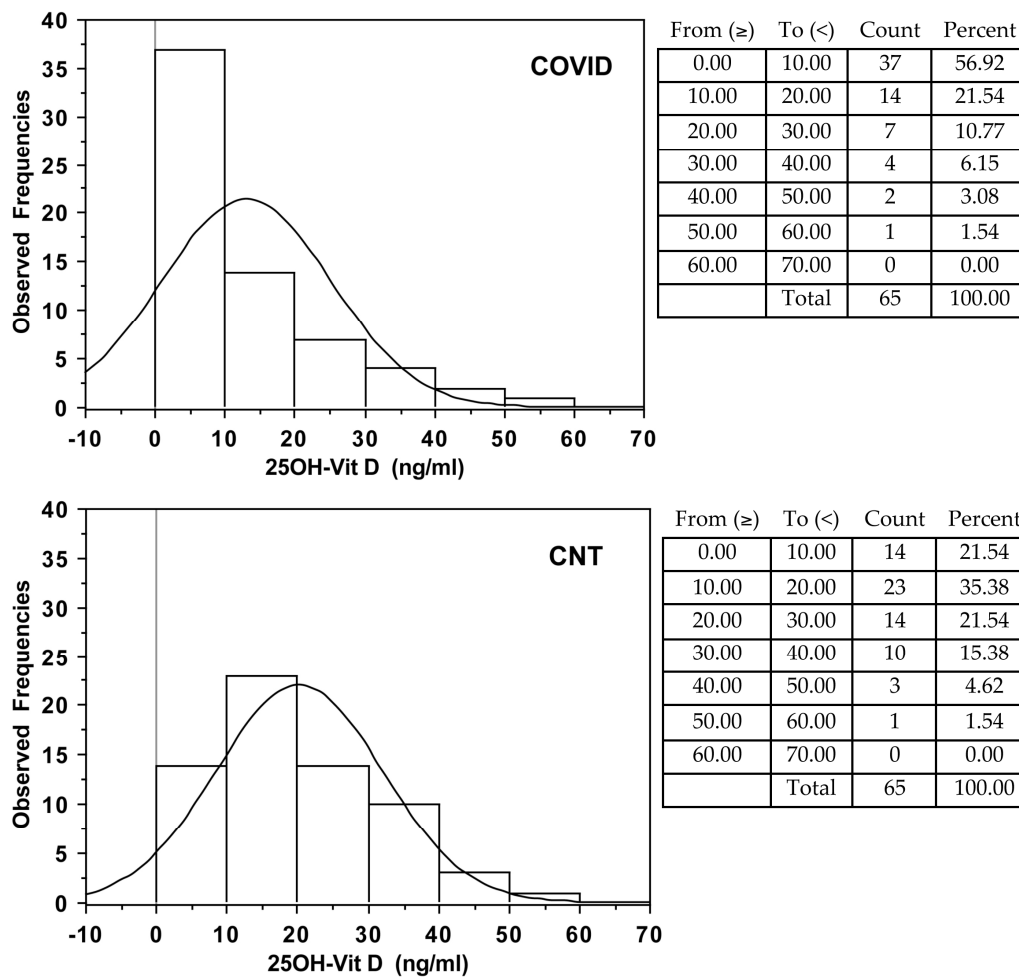 40
35
30
25
20
15
10
5
0
Observed Frequencies
COVID
-10 0 10 20 30 40 50 60 70
25OH-Vit D (ng/ml)
From (≥) To (<) Count Percent
0.00 10.00 37 56.92
10.00 20.00 14 21.54
20.00 30.00 7 10.77
30.00 40.00 4 6.15
40.00 50.00 2 3.08
50.00 60.00 1 1.54
60.00 70.00 0 0.00
Total 65 100.00
40
35
30
25
20
15
10
5
0
Observed Frequencies
CNT
-10 0 10 20 30 40 50 60 70
25OH-Vit D (ng/ml)
From (≥) To (<) Count Percent
0.00 10.00 14 21.54
10.00 20.00 23 35.38
20.00 30.00 14 21.54
30.00 40.00 10 15.38
40.00 50.00 3 4.62
50.00 60.00 1 1.54
60.00 70.00 0 0.00
Total 65 100.00